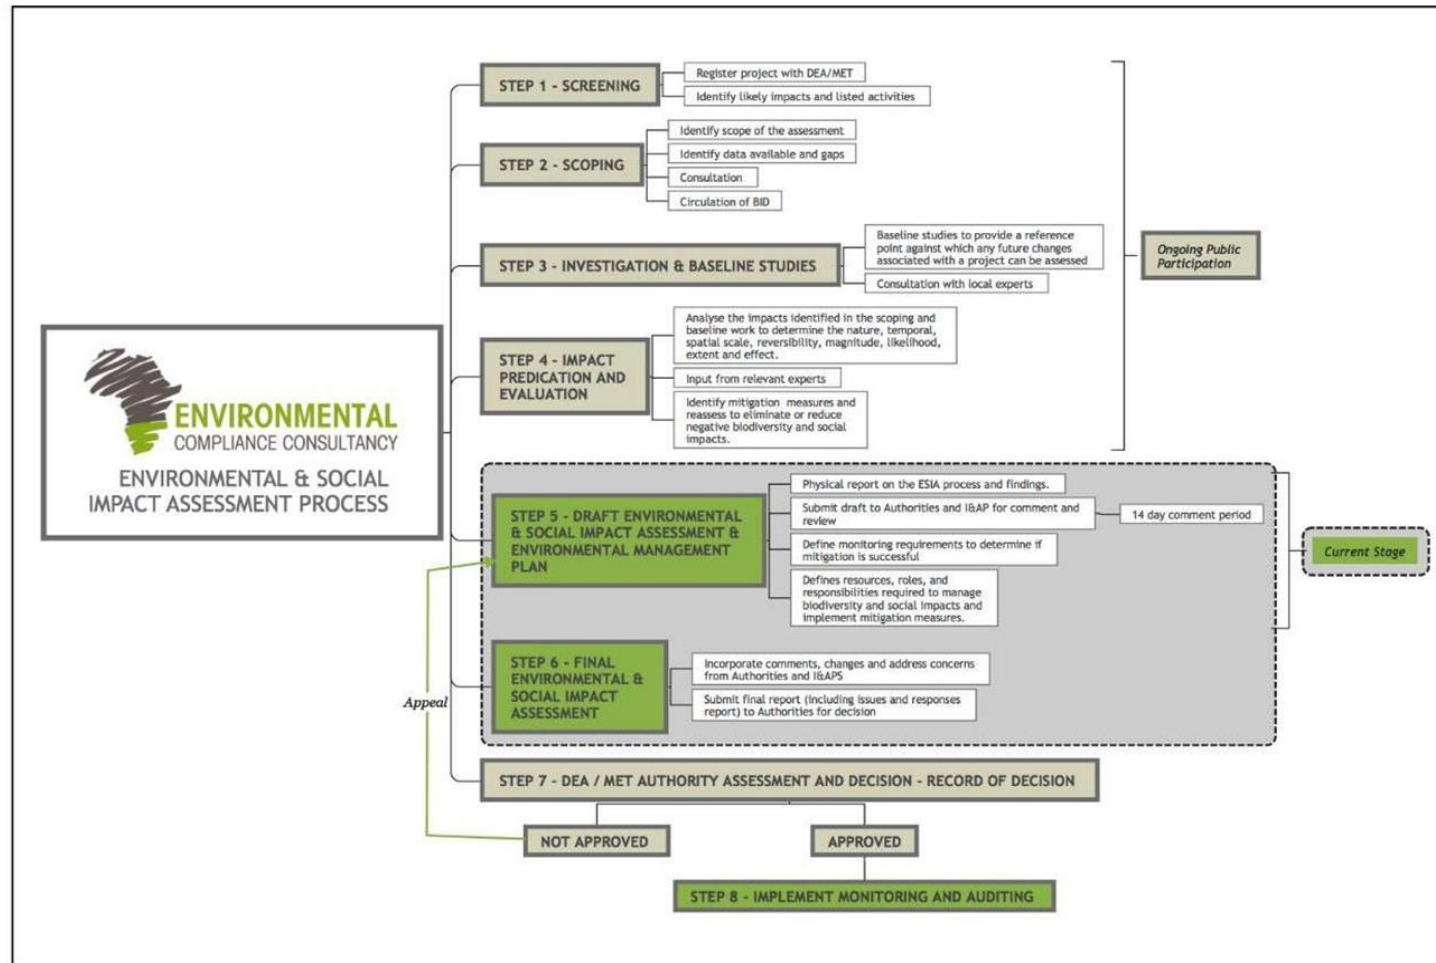 ENVIRONMENTAL
COMPLIANCE CONSULTANCY
ENVIRONMENTAL & SOCIAL
IMPACT ASSESSMENT PROCESS
STEP 1 - SCREENING
Register project with DEA/MET
Identify likely impacts and listed activities
STEP 2 - SCOPING
Identify scope of the assessment
Identify data available and gaps
Consultation
Circulation of BID
STEP 3 - INVESTIGATION & BASELINE STUDIES
Baseline studies to provide a reference
point against which any future changes
associated with a project can be assessed
Consultation with local experts
Ongoing Public
Participation
STEP 4 - IMPACT
PREDICATION AND
EVALUATION
Analyse the impacts identified in the scoping and
baseline work to determine the nature, temporal,
spatial scale, reversibility, magnitude, likelihood,
extent and effect.
Input from relevant experts
Identify mitigation measures and
reassess to eliminate or reduce
negative biodiversity and social
impacts.
STEP 5 - DRAFT ENVIRONMENTAL
& SOCIAL IMPACT ASSESSMENT &
ENVIRONMENTAL MANAGEMENT
PLAN
Physical report on the ESIA process and findings.
Submit draft to Authorities and I&AP for comment and
review
14 day comment period
Define monitoring requirements to determine if
mitigation is successful
Defines resources, roles, and
responsibilities required to manage
biodiversity and social impacts and
implement mitigation measures.
Current Stage
STEP 6 - FINAL
ENVIRONMENTAL &
SOCIAL IMPACT
ASSESSMENT
Incorporate comments, changes and address concerns
from Authorities and I&APS
Submit final report (including issues and responses
report) to Authorities for decision
Appeal
STEP 7 - DEA / MET AUTHORITY ASSESSMENT AND DECISION - RECORD OF DECISION
NOT APPROVED
APPROVED
STEP 8 - IMPLEMENT MONITORING AND AUDITING